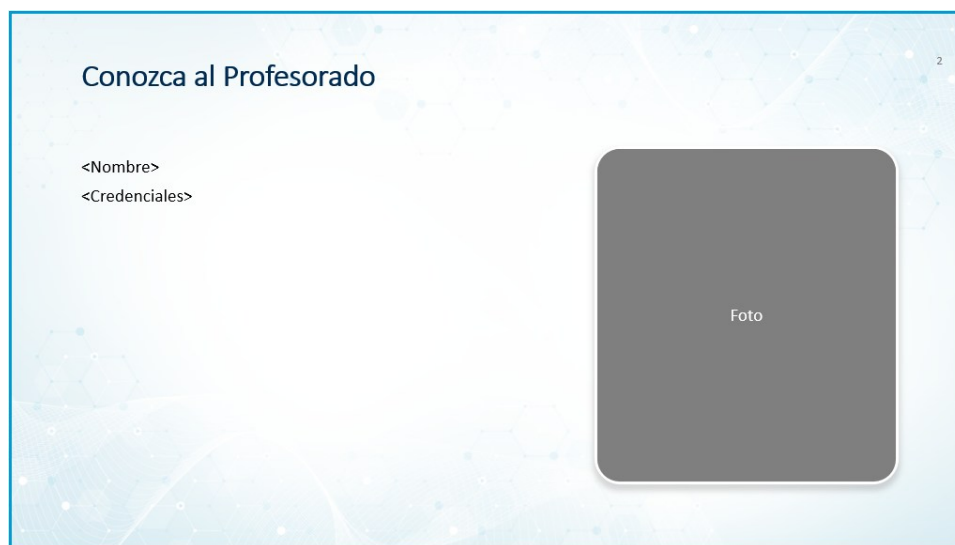 Conozca al Profesorado
2
<Nombre>
<Credenciales>
Foto